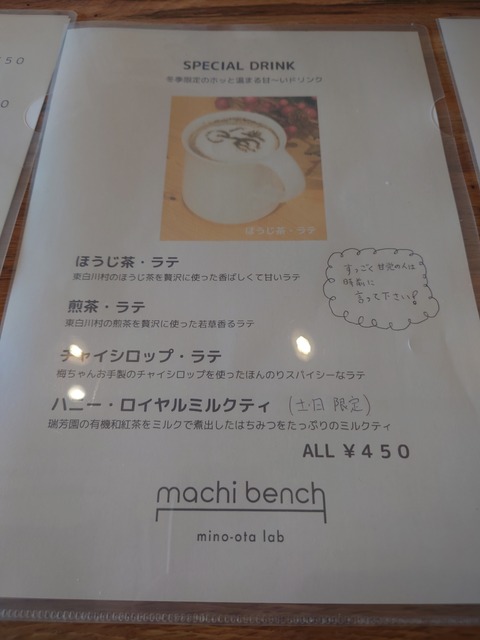 450
0
SPECIAL DRINK
冬季限定のホッと温まる甘〜いドリンク
ほうじ茶・ラテ
ほうじ茶・ラテ
東白川村のほうじ茶を贅沢に使った香ばしくて甘いラテ
すっごく甘党の人は
事前に
言って下さい!
煎茶・ラテ
東白川村の煎茶を贅沢に使った若草香るラテ
チャイシロップ・ラテ
梅ちゃんお手製のチャイシロップを使ったほんのりスパイシーなラテ
ハニー・ロイヤルミルクティ (土日限定)
瑞芳園の有機和紅茶をミルクで煮出したはちみつをたっぷりのミルクティ
ALL ¥450
machi bench
mino-ota lab